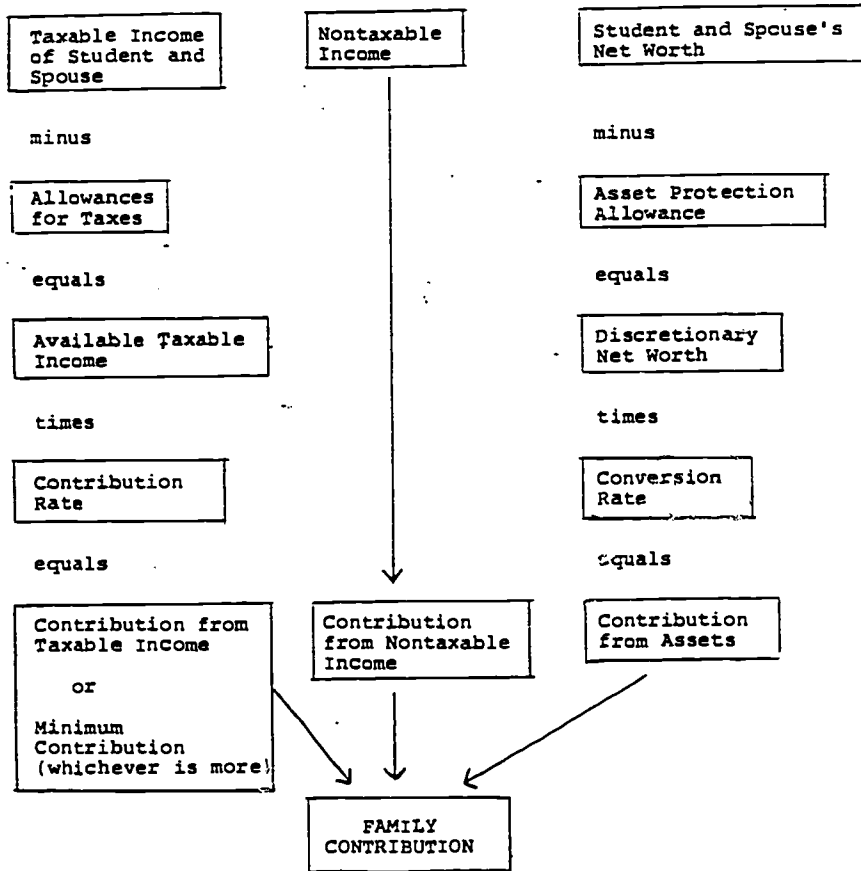 Taxable Income
of Student and
Spouse
minus
Allowances
for Taxes
equals
Available Taxable
Income
times
Contribution
Rate
equals
Contribution from
Taxable Income
or
Minimum
Contribution
(whichever is more)
Nontaxable
Income
Contribution
from Nontaxable
Income
Student and Spouse's
Net Worth
minus
Asset Protection
Allowance
equals
Discretionary
Net Worth
times
Conversion
Rate
equals
Contribution
from Assets
FAMILY
CONTRIBUTION